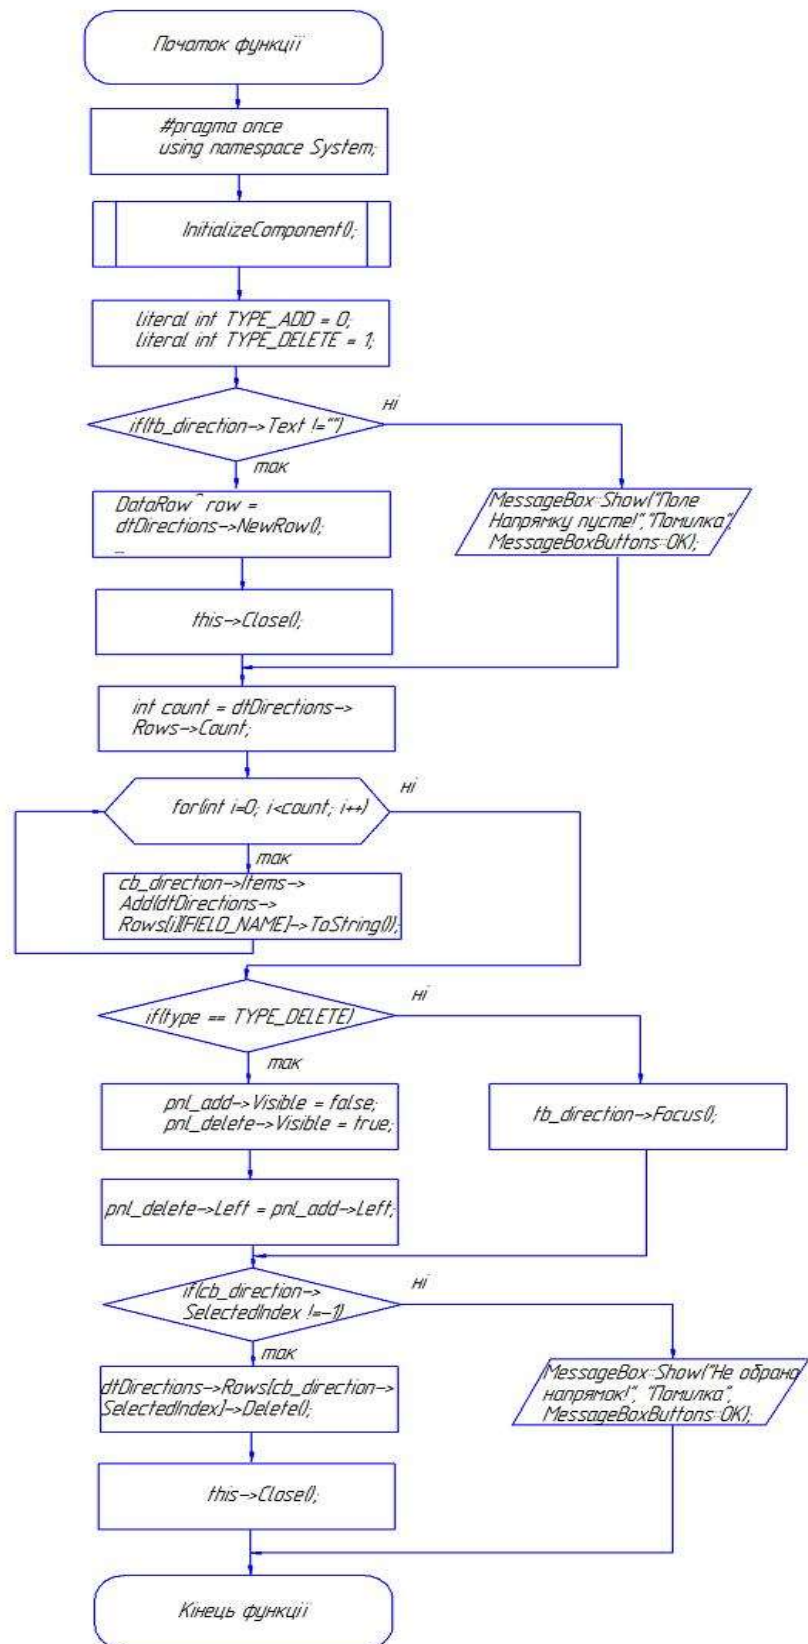 Початок функції
#pragma once
using namespace System;
InitializeComponent();
literal int TYPE_ADD = 0;
literal int TYPE_DELETE = 1;
if(tb_direction->Text !="")
ні
так
DataRow^ row =
dtDirections->NewRow();
...
MessageBox::Show("Поле
Напрямку пусте!","Помилка",
MessageBoxButtons::OK);
this->Close();
int count = dtDirections->
Rows->Count;
for(int i=0; i<count; i++)
ні
так
cb_direction->Items->
Add(dtDirections->
Rows[i][FIELD_NAME]->ToString());
if(type == TYPE_DELETE)
ні
так
pnl_add->Visible = false;
pnl_delete->Visible = true;
tb_direction->Focus();
pnl_delete->Left = pnl_add->Left;
if(cb_direction->
SelectedIndex !=-1)
ні
так
dtDirections->Rows[cb_direction->
SelectedIndex]->Delete();
MessageBox::Show("Не обрано
напрямок!", "Помилка",
MessageBoxButtons::OK);
this->Close();
Кінець функції